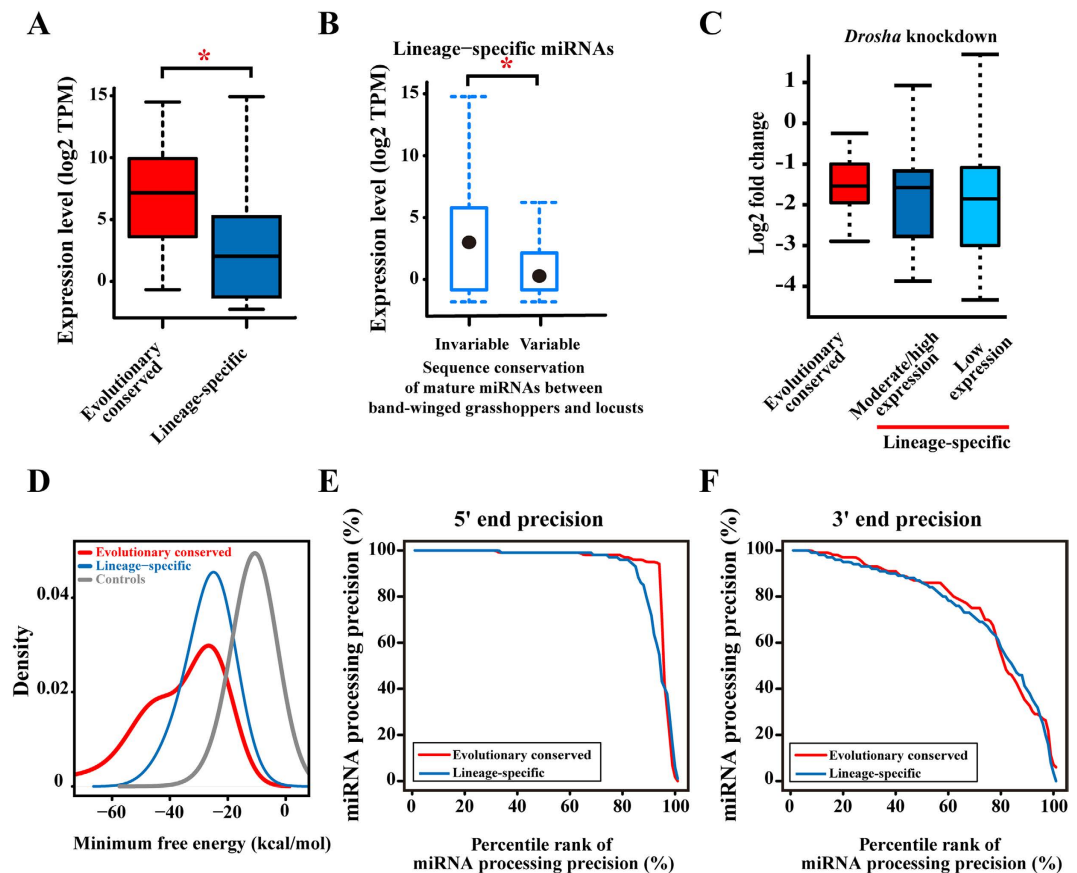 A
Expression level (log2 TPM)
15
10
5
0
*
Evolutionary
conserved
Lineage-specific
B
Lineage−specific miRNAs
*
Expression level (log2 TPM)
15
10
5
0
Invariable
Variable
Sequence conservation
of mature miRNAs between
band-winged grasshoppers and locusts
C
Drosha knockdown
Log2 fold change
1
0
−1
−2
−3
−4
Evolutionary
conserved
Moderate/high
expression
Low
expression
Lineage-specific
D
Evolutionary conserved
Lineage−specific
Controls
Density
0.04
0.02
0
−60
−40
−20
0
Minimum free energy (kcal/mol)
E
5' end precision
miRNA processing precision (%)
100
80
60
40
20
0
Evolutionary conserved
Lineage-specific
0
20
40
60
80
100
Percentile rank of
miRNA processing precision (%)
F
3' end precision
miRNA processing precision (%)
100
80
60
40
20
0
Evolutionary conserved
Lineage-specific
0
20
40
60
80
100
Percentile rank of
miRNA processing precision (%)